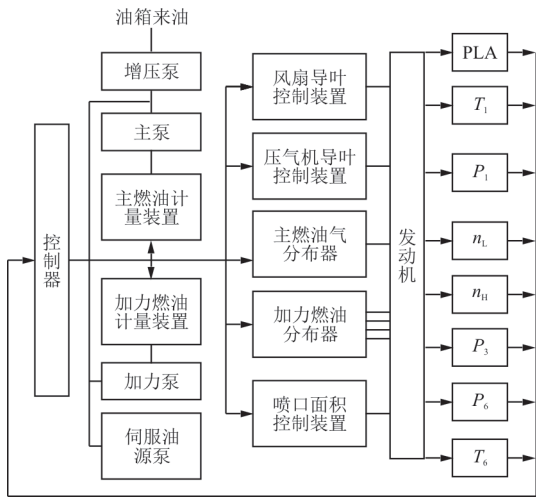 油箱来油
增压泵
主泵
主燃油计
量装置
控制器
加力燃油
计量装置
加力泵
伺服油
源泵
风扇导叶
控制装置
压气机导叶
控制装置
主燃油气
分布器
加力燃油
分布器
喷口面积
控制装置
发动机
PLA
T₁
P₁
n_L
n_H
P₃
P₆
T₆